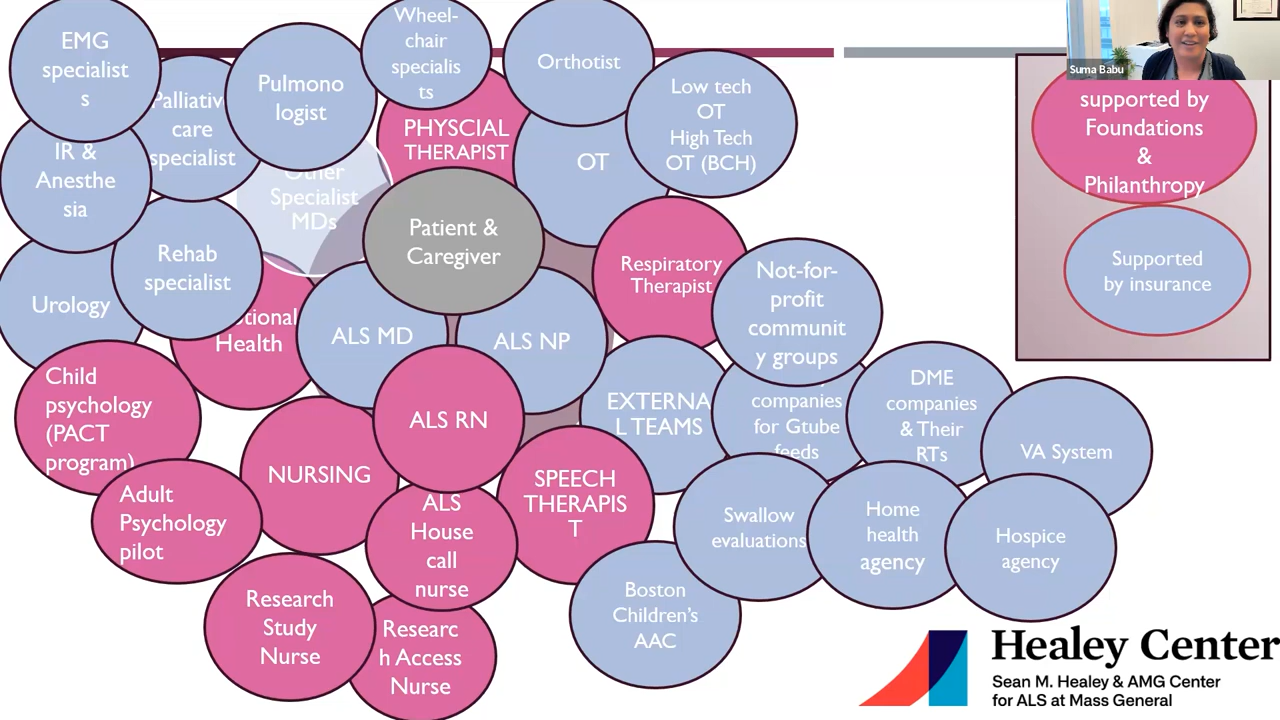 EMG
specialist
s
Palliative
care
specialist
Pulmono
logist
Wheel-
chair
specialis
ts
Orthotist
Low tech
OT
High Tech
OT (BCH)
PHYSCIAL
THERAPIST
OT
IR &
Anesthe
sia
Other
Specialist
MDs
Patient &
Caregiver
Rehab
specialist
Urology
Respiratory
Therapist
Not-for-
profit
communit
y groups
tional
Health
ALS MD
ALS NP
Child
psychology
(PACT
program)
ALS RN
EXTERNA
L TEAMS
companies
for Gtube
feeds
DME
companies
& Their
RTs
VA System
NURSING
SPEECH
THERAPIS
T
Adult
Psychology
pilot
ALS
House
call
nurse
Swallow
evaluations
Home
health
agency
Hospice
agency
Research
Study
Nurse
Researc
h Access
Nurse
Boston
Children's
AAC
Suma Babu
supported by
Foundations
&
Philanthropy
Supported
by insurance
Healey Center
Sean M. Healey & AMG Center
for ALS at Mass General